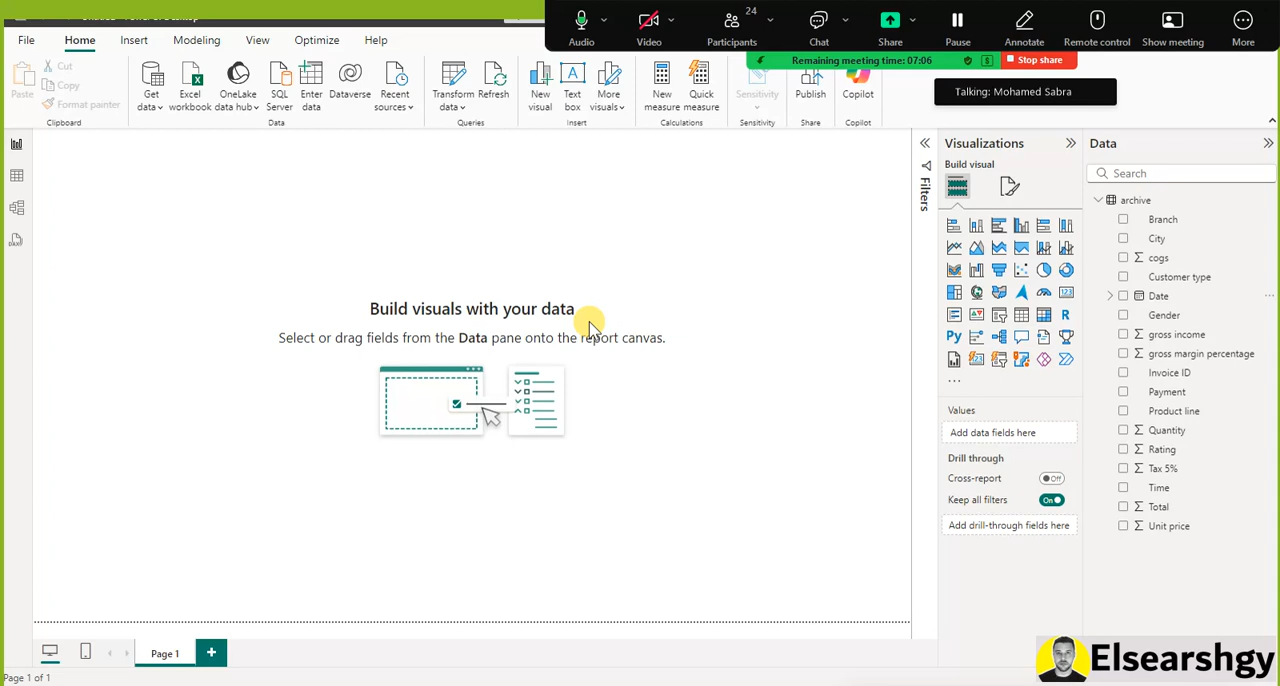 Audio
Video
24
Participants
Chat
Share
Pause
Annotate
Remote control
Show meeting
More
Remaining meeting time: 07:06
Stop share
Talking: Mohamed Sabra
File
Home
Insert
Modeling
View
Optimize
Help
Paste
Cut
Copy
Format painter
Clipboard
Get data
Excel workbook
OneLake data hub
SQL Server
Enter data
Dataverse
Recent sources
Data
Transform data
Refresh
Queries
New visual
Text box
More visuals
Insert
New measure
Quick measure
Calculations
Sensitivity
Sensitivity
Publish
Share
Copilot
Copilot
Build visuals with your data
Select or drag fields from the Data pane onto the report canvas.
Filters
Visualizations
Build visual
R
Py
123
...
Values
Add data fields here
Drill through
Cross-report
Off
Keep all filters
On
Add drill-through fields here
Data
Search
archive
Branch
City
Σ cogs
Customer type
Date
Gender
Σ gross income
Σ gross margin percentage
Invoice ID
Payment
Product line
Σ Quantity
Σ Rating
Σ Tax 5%
Time
Σ Total
Σ Unit price
Page 1
+
Page 1 of 1
Elsearshgy